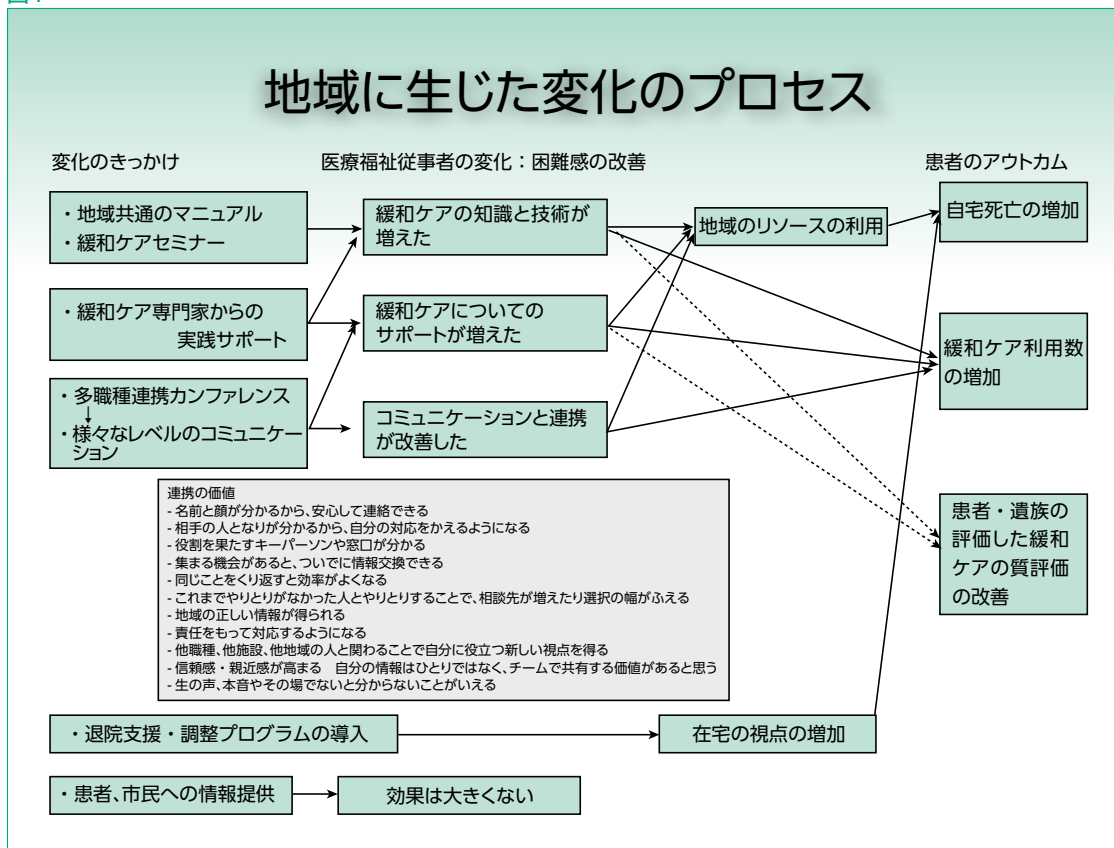 地域に生じた変化のプロセス
変化のきっかけ
医療福祉従事者の変化：困難感の改善
患者のアウトカム
・地域共通のマニュアル
・緩和ケアセミナー
緩和ケアの知識と技術が
増えた
地域のリソースの利用
自宅死亡の増加
・緩和ケア専門家からの
実践サポート
緩和ケアについての
サポートが増えた
緩和ケア利用数
の増加
・多職種連携カンファレンス
・様々なレベルのコミュニケー
ション
コミュニケーションと連携
が改善した
連携の価値
- 名前と顔が分かるから、安心して連絡できる
- 相手の人となりが分かるから、自分の対応をかえるようになる
- 役割を果たすキーパーソンや窓口が分かる
- 集まる機会があると、ついでに情報交換できる
- 同じことをくり返すと効率がよくなる
- これまでやりとりがなかった人とやりとりすることで、相談先が増えたり選択の幅がふえる
- 地域の正しい情報が得られる
- 責任をもって対応するようになる
- 他職種、他施設、他地域の人と関わることで自分に役立つ新しい視点を得る
- 信頼感・親近感が高まる　自分の情報はひとりではなく、チームで共有する価値があると思う
- 生の声、本音やその場でないと分からないことがいえる
患者・遺族の
評価した緩和
ケアの質評価
の改善
・退院支援・調整プログラムの導入
在宅の視点の増加
・患者、市民への情報提供
効果は大きくない